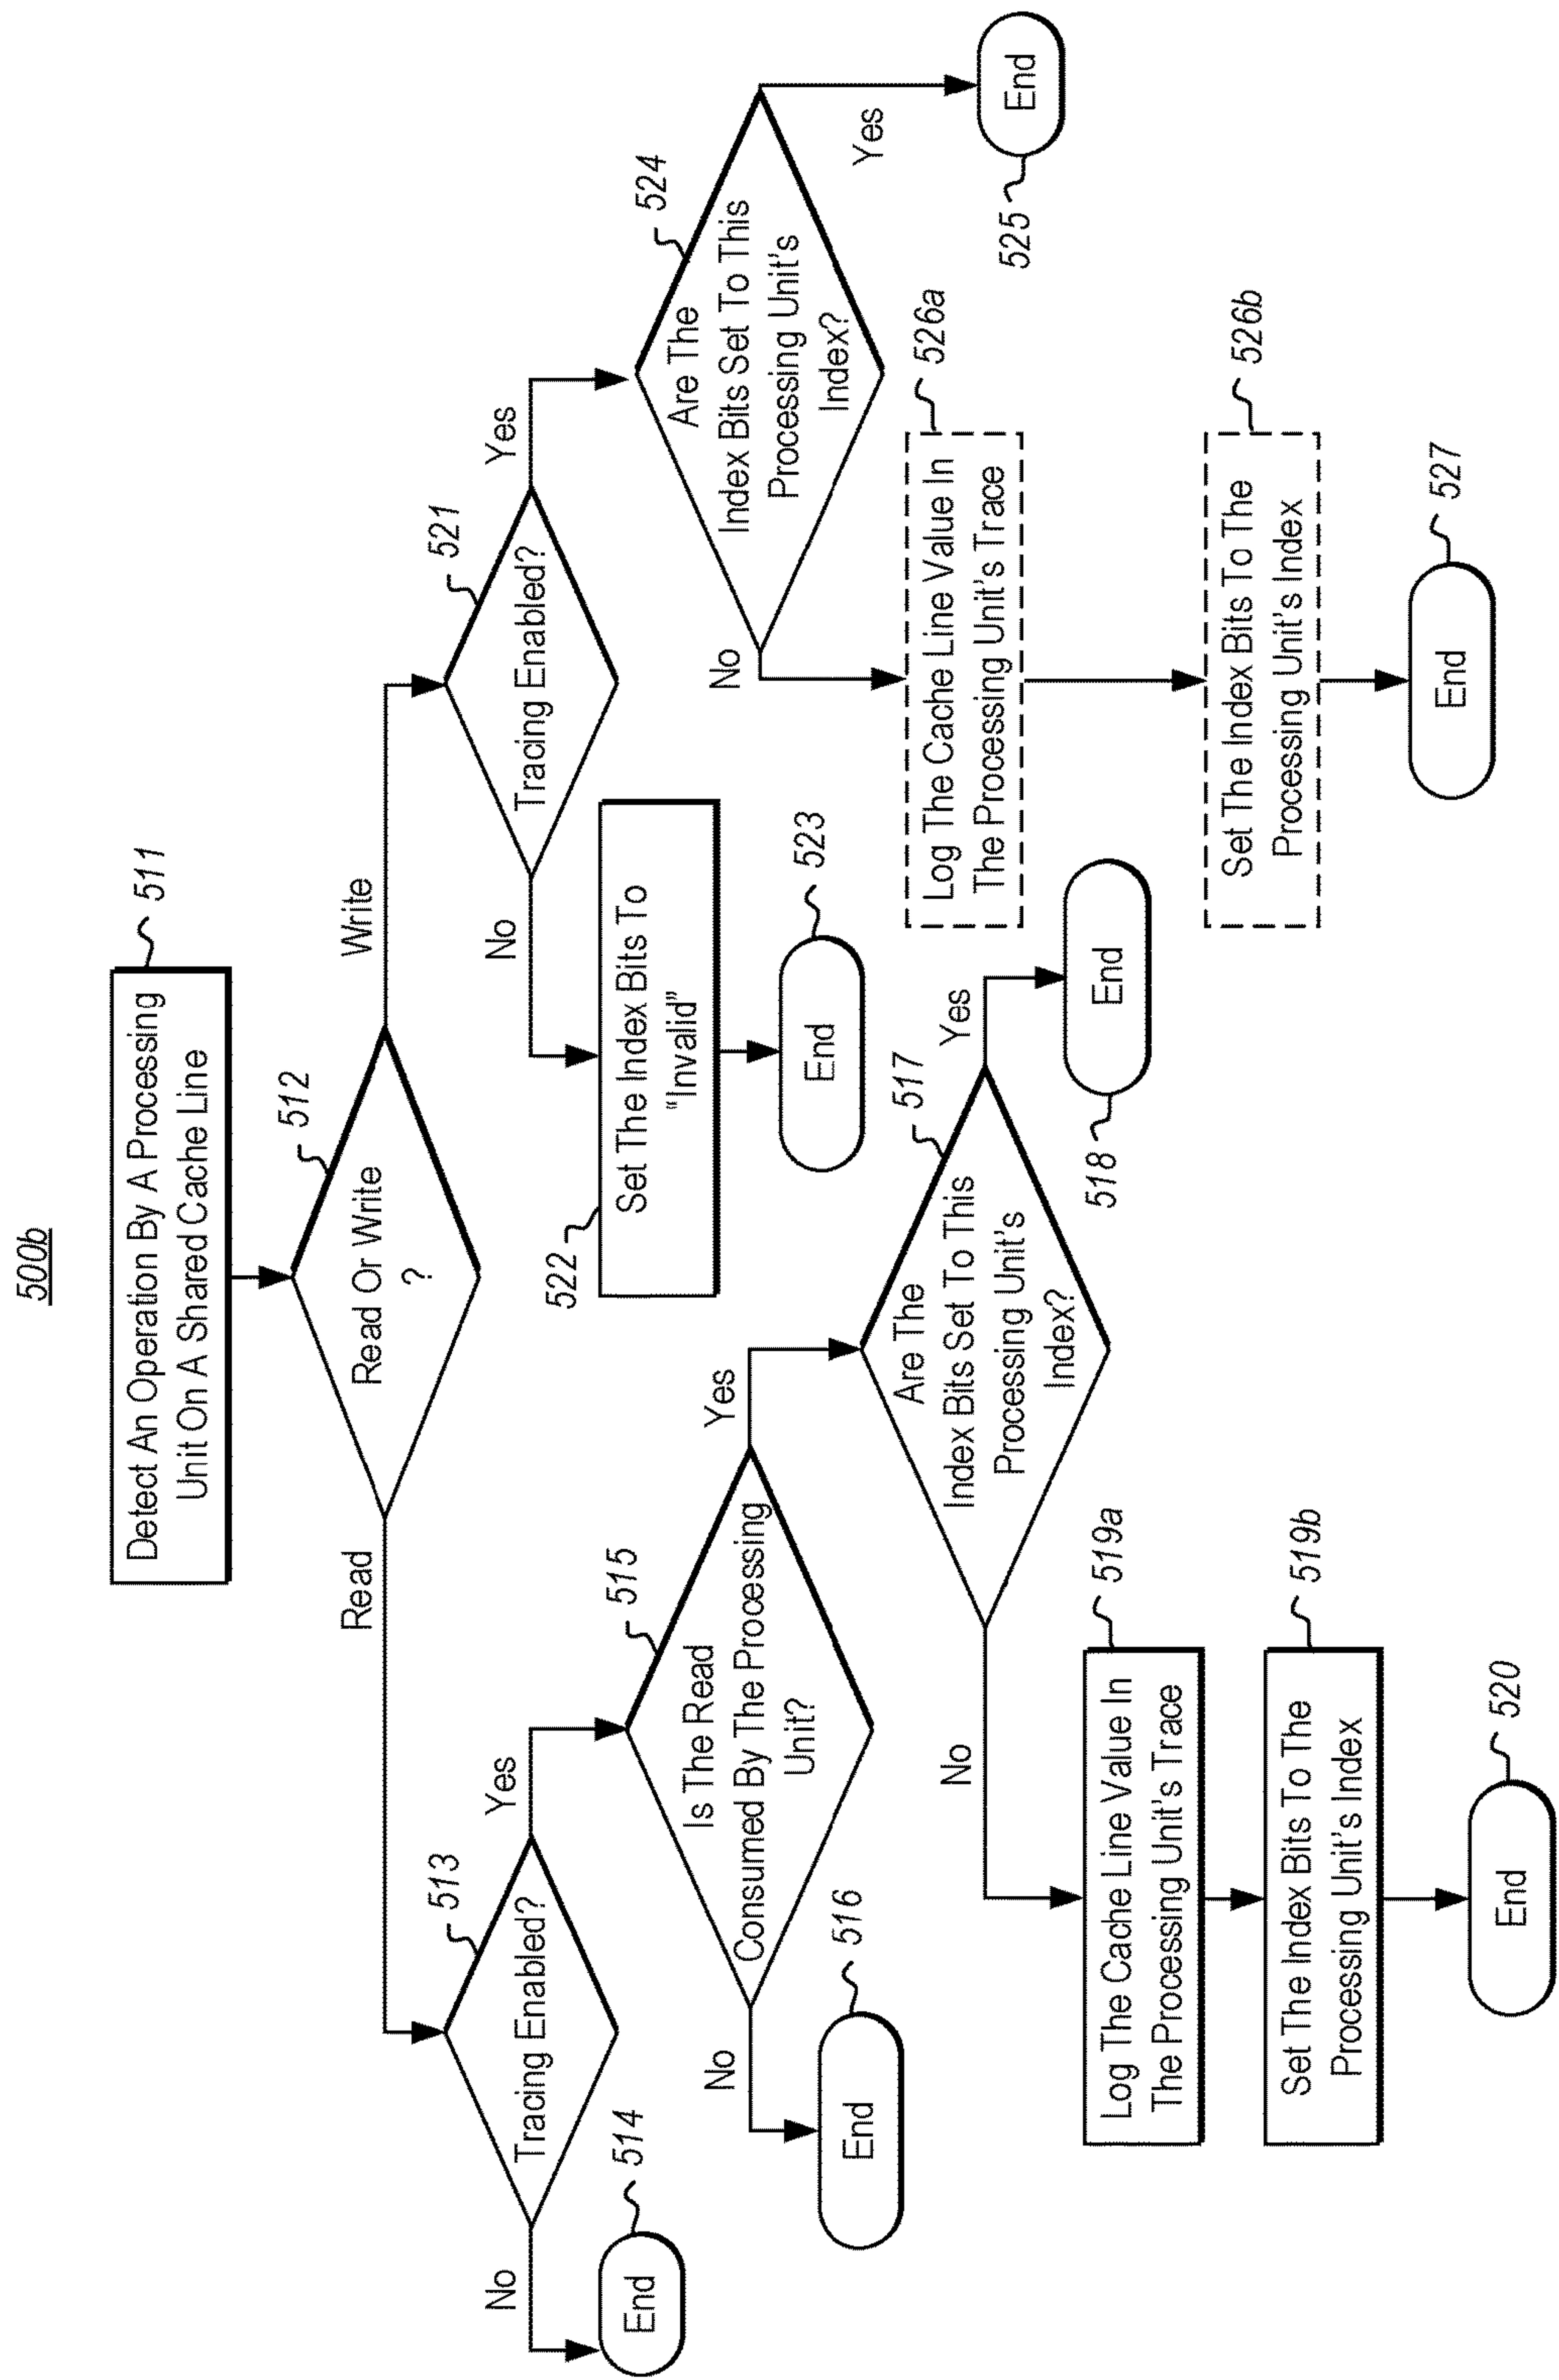 500b
Detect An Operation By A Processing
Unit On A Shared Cache Line
511
512
Read Or Write
?
Read
Write
513
Tracing Enabled?
No
Yes
End
514
515
Is The Read
Consumed By The Processing
Unit?
No
Yes
End
516
517
Are The
Index Bits Set To This
Processing Unit's
Index?
No
Yes
End
518
Log The Cache Line Value In
The Processing Unit's Trace
519a
Set The Index Bits To The
Processing Unit's Index
519b
End
520
521
Tracing Enabled?
No
Yes
522
Set The Index Bits To
"Invalid"
End
523
524
Are The
Index Bits Set To This
Processing Unit's
Index?
No
Yes
End
525
Log The Cache Line Value In
The Processing Unit's Trace
526a
Set The Index Bits To The
Processing Unit's Index
526b
End
527